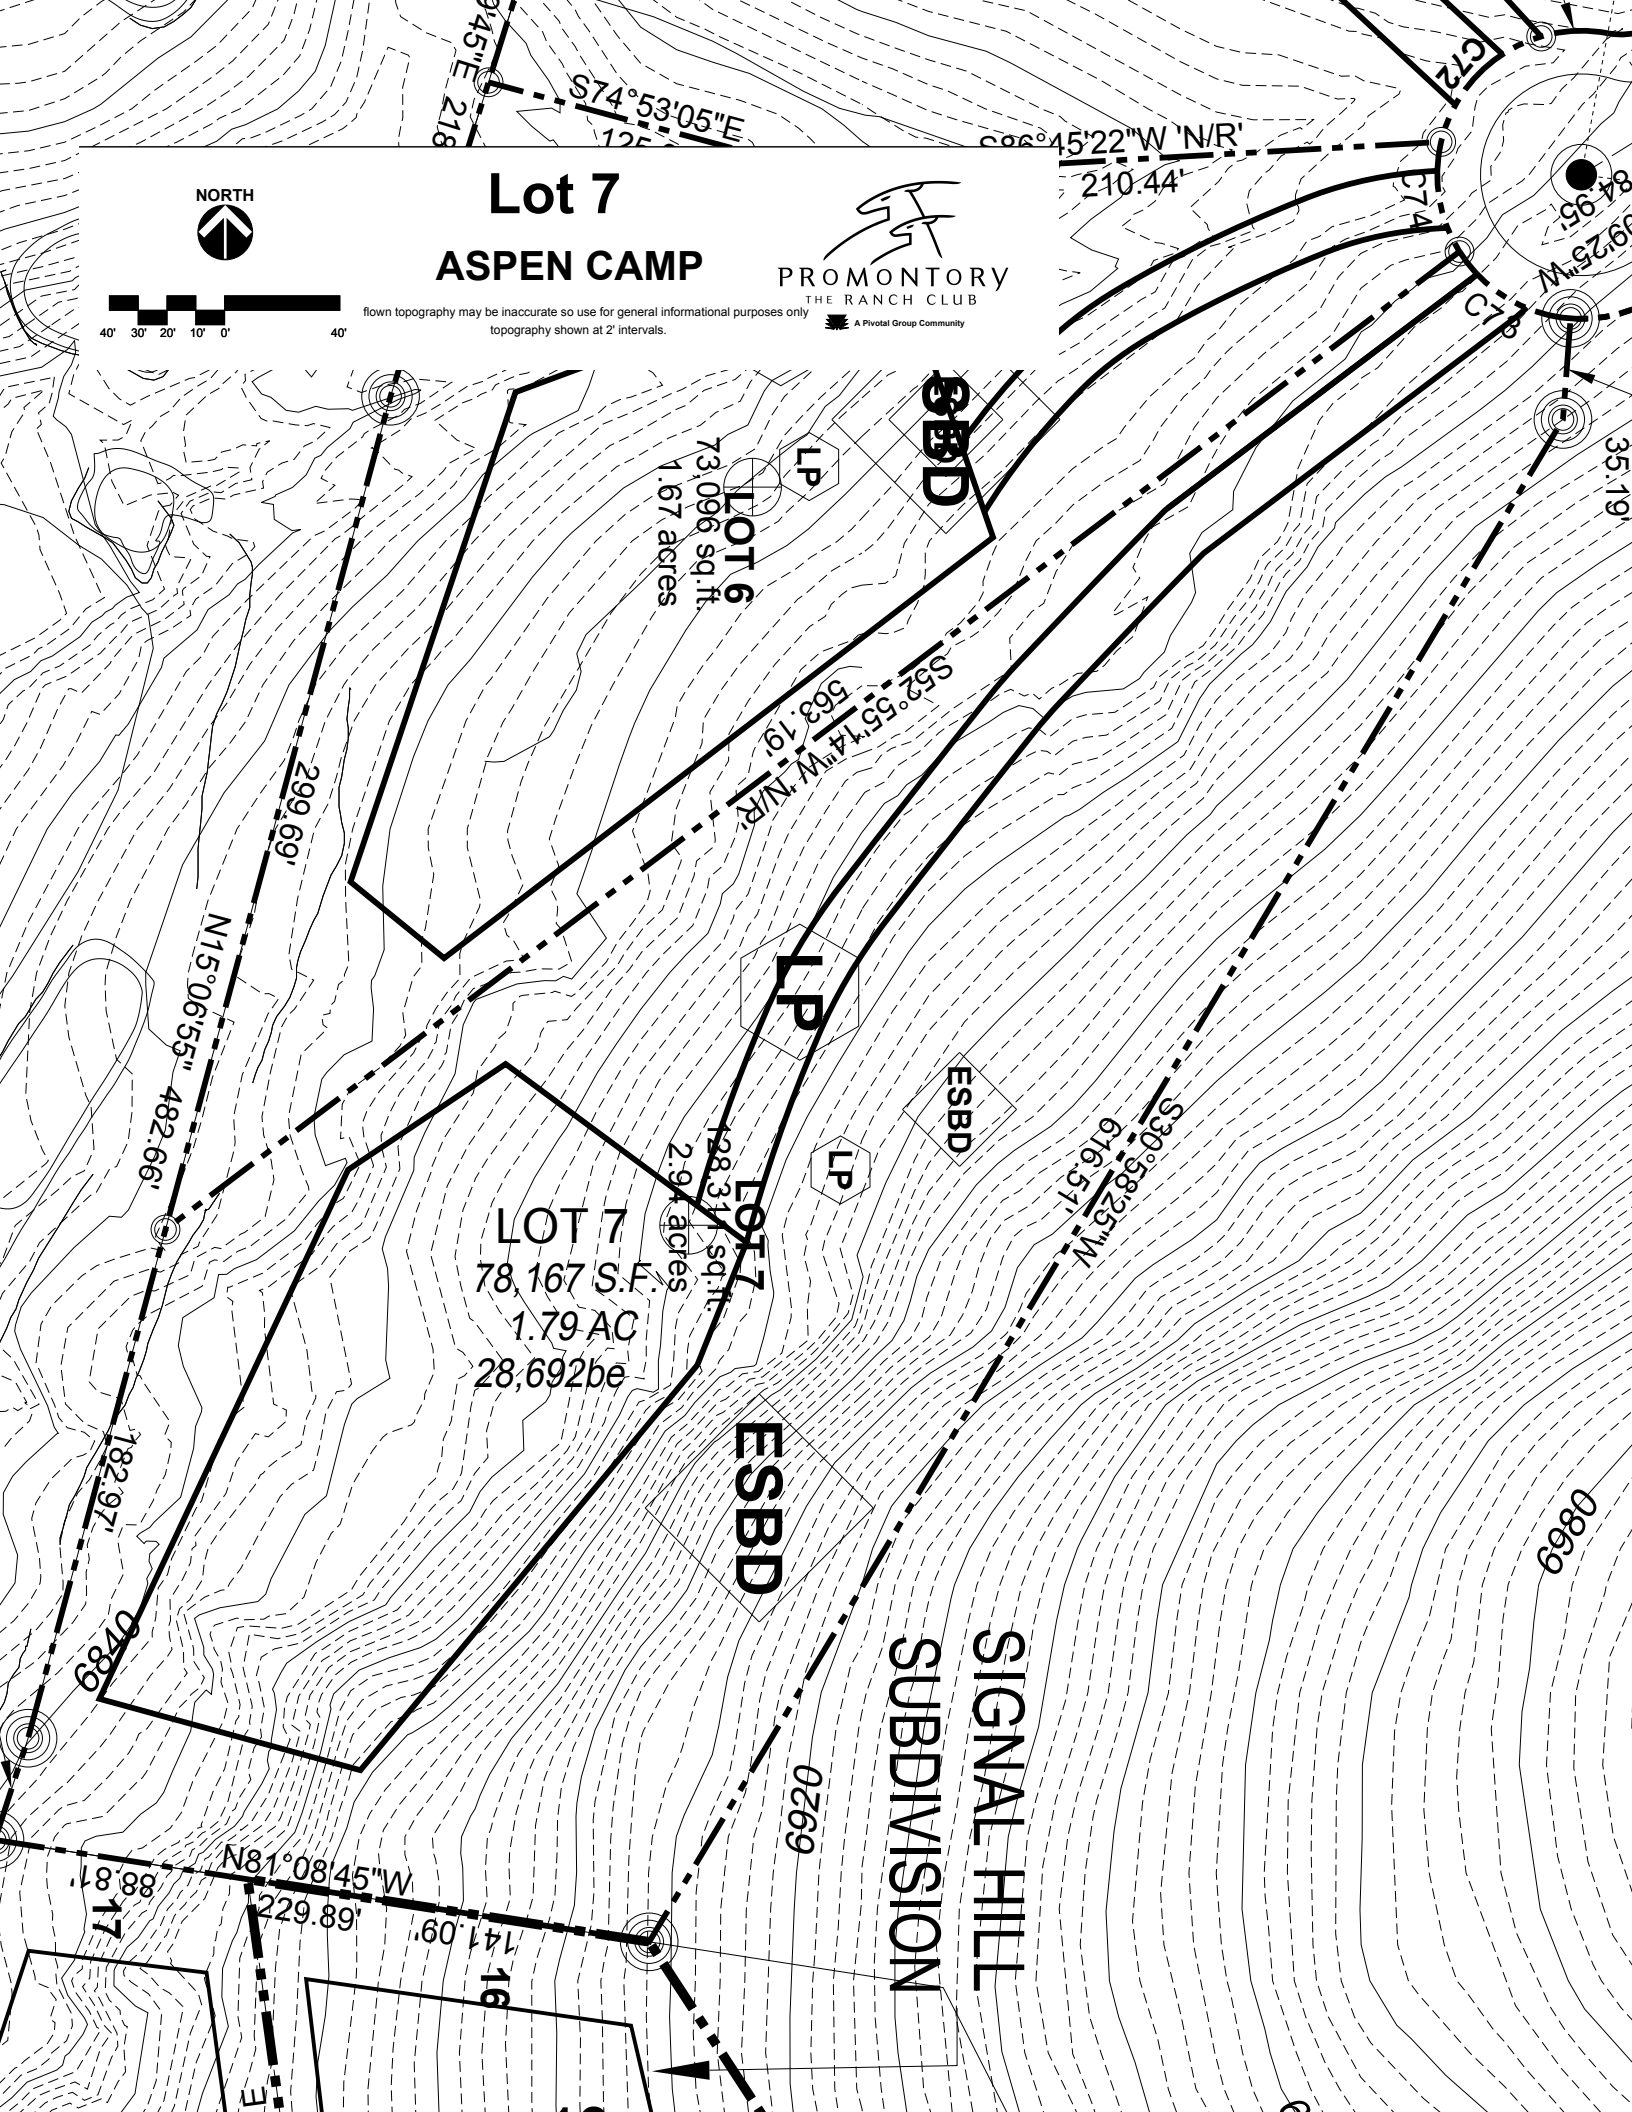 S74°53'05"E
S86°45'22"W 'N/R'
210.44'
C72
C74
C73
NORTH
Lot 7
ASPEN CAMP
PROMONTORY
THE RANCH CLUB
A Pivotal Group Community
flown topography may be inaccurate so use for general informational purposes only
topography shown at 2' intervals.
40' 30' 20' 10' 0' 40'
35.19'
ESBD
LP
LOT 6
73,096 sq.ft.
1.67 acres
S52°55'14"W 'N/R'
563.19'
299.69'
N15°06'55" 482.66'
LP
ESBD
LP
S30°58'25"W
616.51'
LOT 7
128,311 sq.ft.
2.94 acres
LOT 7
78,167 S.F.
1.79 AC
28,692be
182.97'
ESBD
6980
6840
6920
SIGNAL HILL
SUBDIVISION
N81°08'45"W
229.89'
88.81'
141.09'
17
16
E